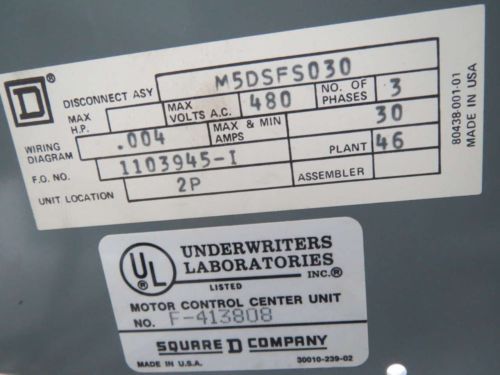 D ® DISCONNECT ASY M5DSFS030
MAX H.P. MAX VOLTS A.C. 480 NO. OF PHASES 3
WIRING DIAGRAM .004 MAX & MIN AMPS 30
F.O. NO. 1103945-I PLANT 46
UNIT LOCATION 2P ASSEMBLER
80438-001-01
MADE IN USA
UL ®
UNDERWRITERS
LABORATORIES
INC.®
LISTED
MOTOR CONTROL CENTER UNIT
NO. F-413808
SQUARE D COMPANY
MADE IN U.S.A. 30010-239-02